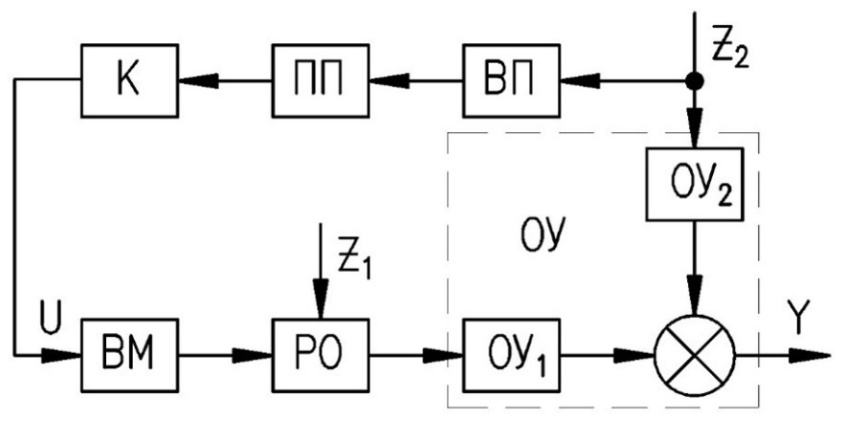 К
ПП
ВП
Z₂
ОУ₂
ОУ
Z₁
U
ВМ
РО
ОУ₁
Y